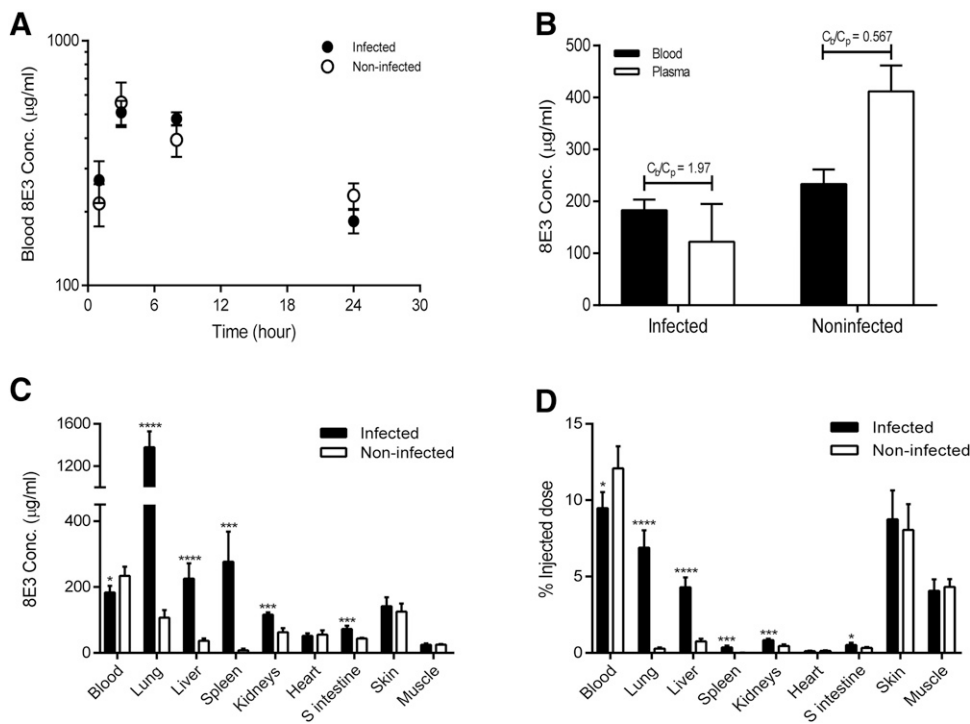 A
1000
Infected
Non-infected
Blood 8E3 Conc. (μg/ml)
100
0
6
12
18
24
30
Time (hour)
B
500
400
300
200
100
0
8E3 Conc. (μg/ml)
Blood
Plasma
Cb/Cp = 0.567
Cb/Cp = 1.97
Infected
Noninfected
C
1600
1400
400
200
0
8E3 Conc. (μg/ml)
Infected
Non-infected
*
****
****
***
***
***
Blood
Lung
Liver
Spleen
Kidneys
Heart
S intestine
Skin
Muscle
D
15
10
5
0
% Injected dose
Infected
Non-infected
*
****
****
***
***
*
Blood
Lung
Liver
Spleen
Kidneys
Heart
S intestine
Skin
Muscle